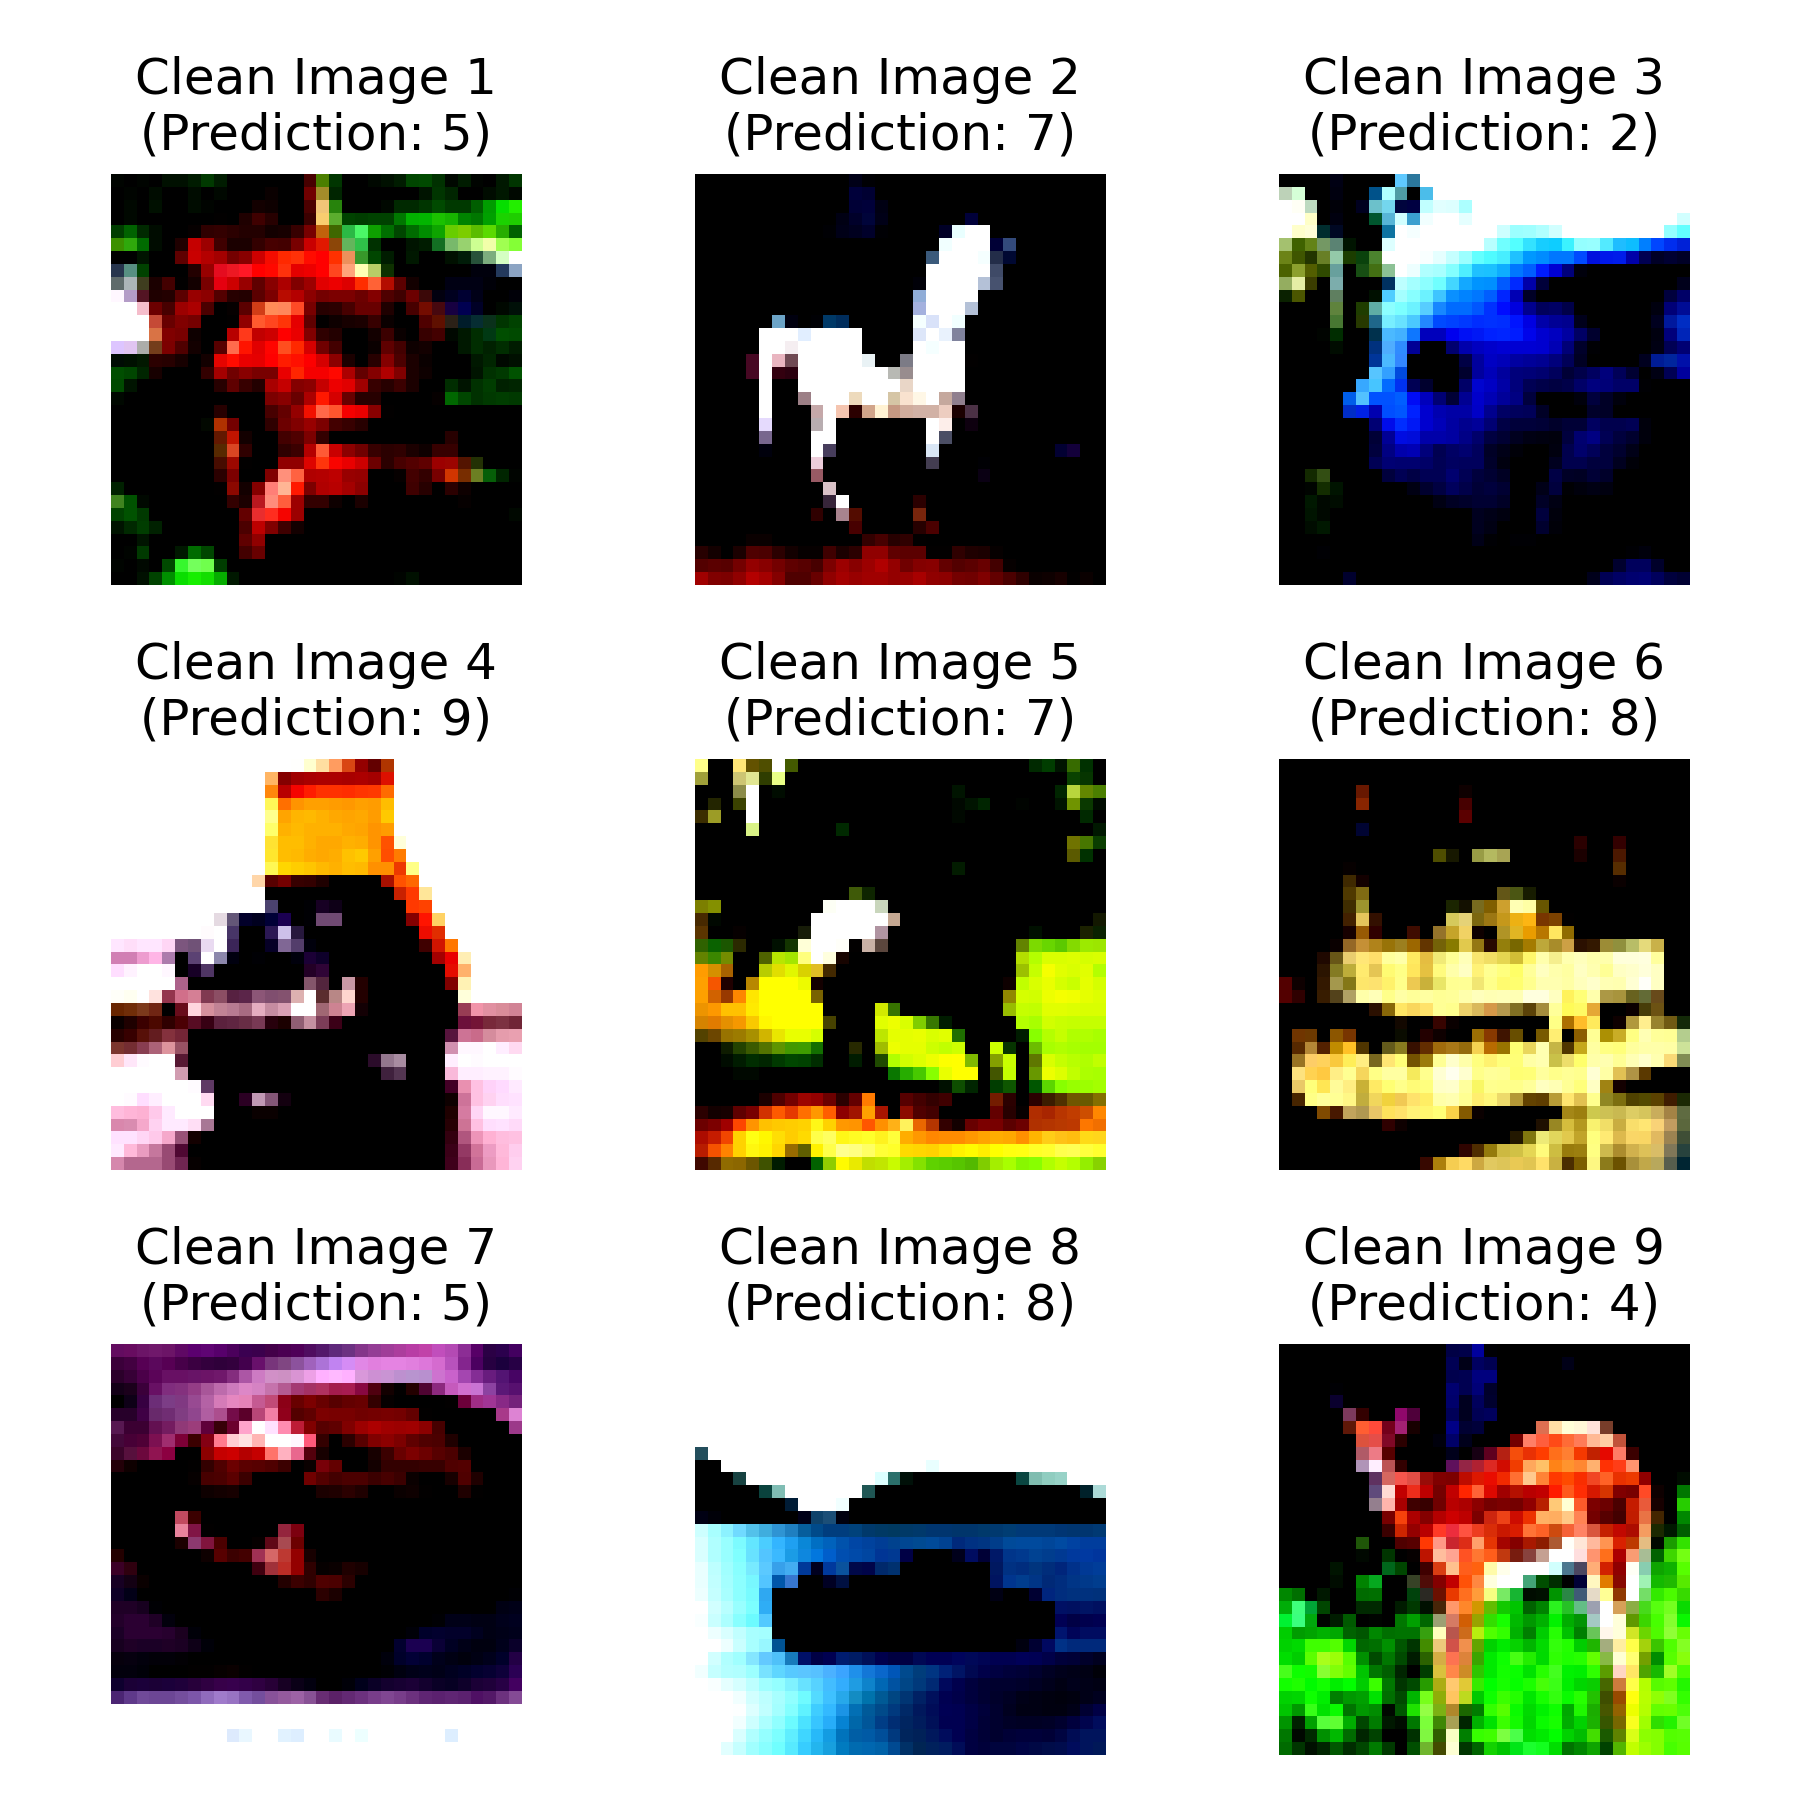 Clean Image 1
(Prediction: 5)
Clean Image 2
(Prediction: 7)
Clean Image 3
(Prediction: 2)
Clean Image 4
(Prediction: 9)
Clean Image 5
(Prediction: 7)
Clean Image 6
(Prediction: 8)
Clean Image 7
(Prediction: 5)
Clean Image 8
(Prediction: 8)
Clean Image 9
(Prediction: 4)